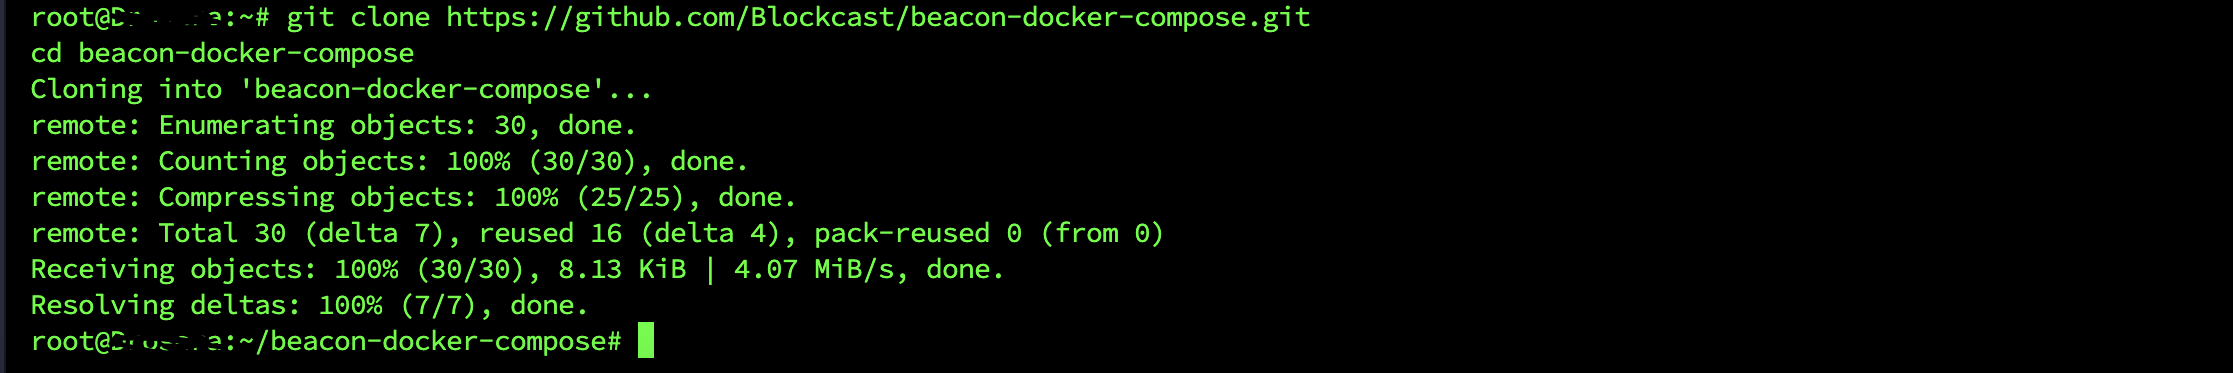 root@D:~# git clone https://github.com/Blockcast/beacon-docker-compose.git
cd beacon-docker-compose
Cloning into 'beacon-docker-compose'...
remote: Enumerating objects: 30, done.
remote: Counting objects: 100% (30/30), done.
remote: Compressing objects: 100% (25/25), done.
remote: Total 30 (delta 7), reused 16 (delta 4), pack-reused 0 (from 0)
Receiving objects: 100% (30/30), 8.13 KiB | 4.07 MiB/s, done.
Resolving deltas: 100% (7/7), done.
root@:~/beacon-docker-compose#